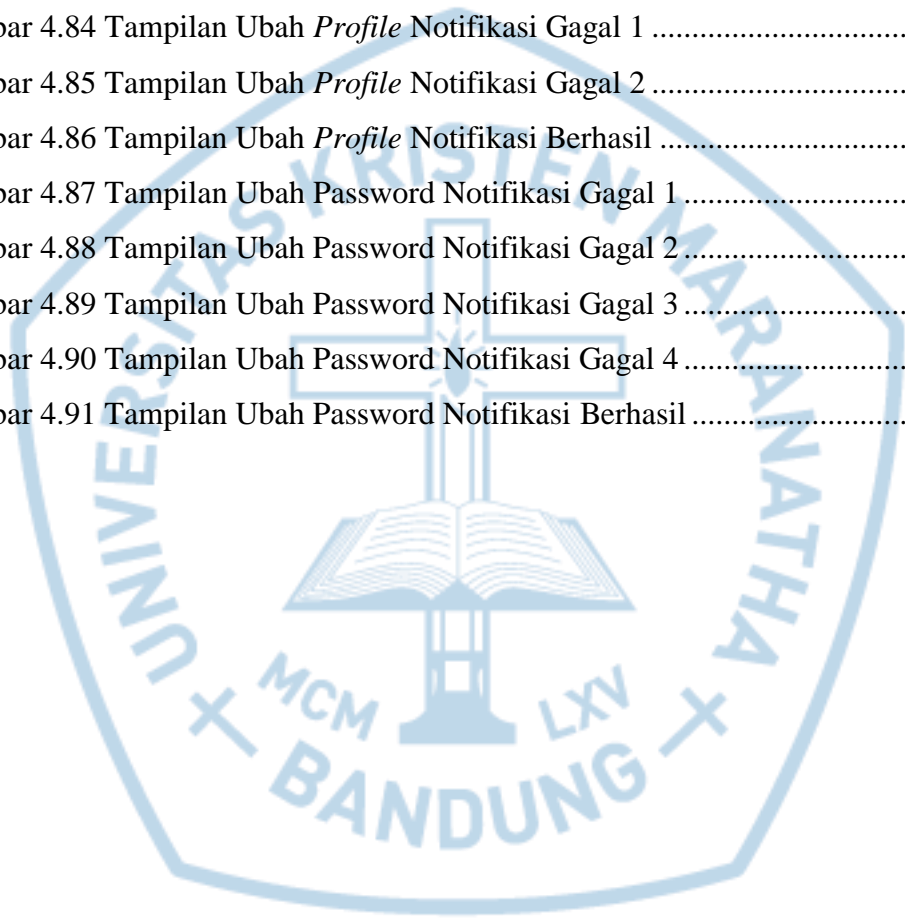 bar 4.84 Tampilan Ubah Profile Notifikasi Gagal 1 ................................
bar 4.85 Tampilan Ubah Profile Notifikasi Gagal 2 ................................
bar 4.86 Tampilan Ubah Profile Notifikasi Berhasil ...............................
bar 4.87 Tampilan Ubah Password Notifikasi Gagal 1 ............................
bar 4.88 Tampilan Ubah Password Notifikasi Gagal 2 ............................
bar 4.89 Tampilan Ubah Password Notifikasi Gagal 3 ............................
bar 4.90 Tampilan Ubah Password Notifikasi Gagal 4 ............................
bar 4.91 Tampilan Ubah Password Notifikasi Berhasil ...........................
UNIVERSITAS KRISTEN MARANATHA
MCM LXV
BANDUNG